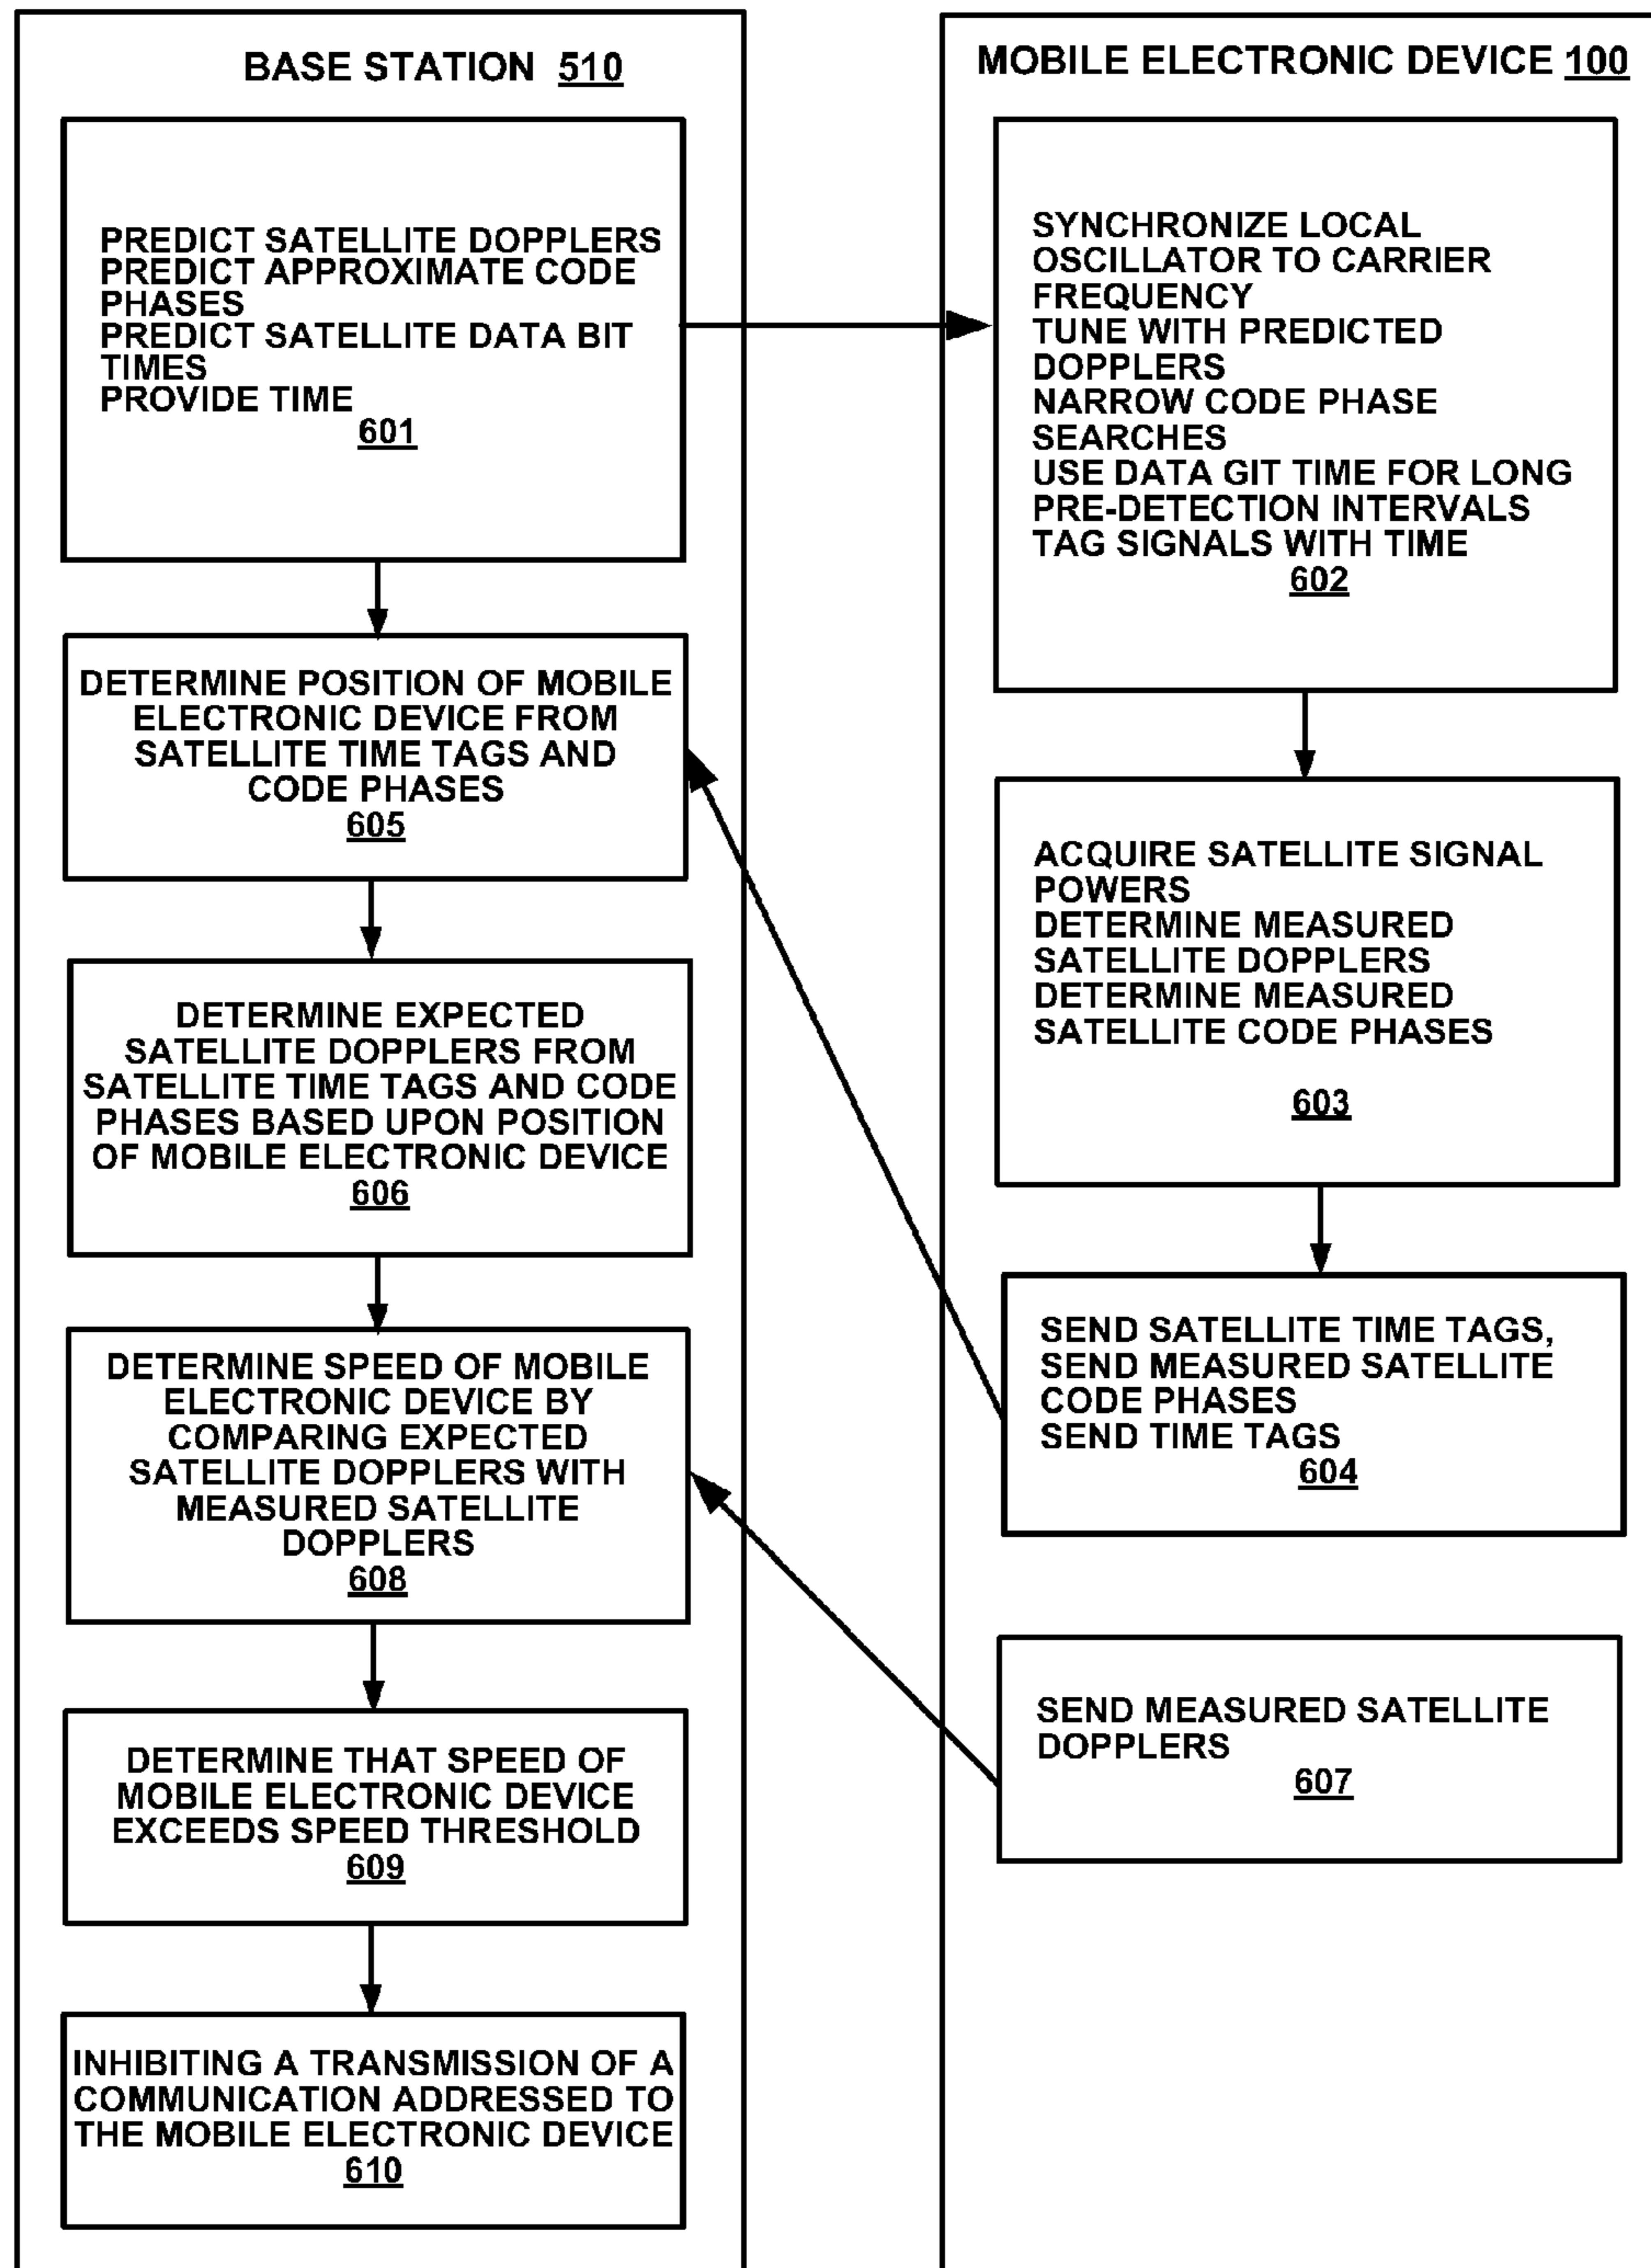 BASE STATION 510
PREDICT SATELLITE DOPPLERS
PREDICT APPROXIMATE CODE
PHASES
PREDICT SATELLITE DATA BIT
TIMES
PROVIDE TIME
601
DETERMINE POSITION OF MOBILE
ELECTRONIC DEVICE FROM
SATELLITE TIME TAGS AND
CODE PHASES
605
DETERMINE EXPECTED
SATELLITE DOPPLERS FROM
SATELLITE TIME TAGS AND CODE
PHASES BASED UPON POSITION
OF MOBILE ELECTRONIC DEVICE
606
DETERMINE SPEED OF MOBILE
ELECTRONIC DEVICE BY
COMPARING EXPECTED
SATELLITE DOPPLERS WITH
MEASURED SATELLITE
DOPPLERS
608
DETERMINE THAT SPEED OF
MOBILE ELECTRONIC DEVICE
EXCEEDS SPEED THRESHOLD
609
INHIBITING A TRANSMISSION OF A
COMMUNICATION ADDRESSED TO
THE MOBILE ELECTRONIC DEVICE
610
MOBILE ELECTRONIC DEVICE 100
SYNCHRONIZE LOCAL
OSCILLATOR TO CARRIER
FREQUENCY
TUNE WITH PREDICTED
DOPPLERS
NARROW CODE PHASE
SEARCHES
USE DATA GIT TIME FOR LONG
PRE-DETECTION INTERVALS
TAG SIGNALS WITH TIME
602
ACQUIRE SATELLITE SIGNAL
POWERS
DETERMINE MEASURED
SATELLITE DOPPLERS
DETERMINE MEASURED
SATELLITE CODE PHASES
603
SEND SATELLITE TIME TAGS,
SEND MEASURED SATELLITE
CODE PHASES
SEND TIME TAGS
604
SEND MEASURED SATELLITE
DOPPLERS
607